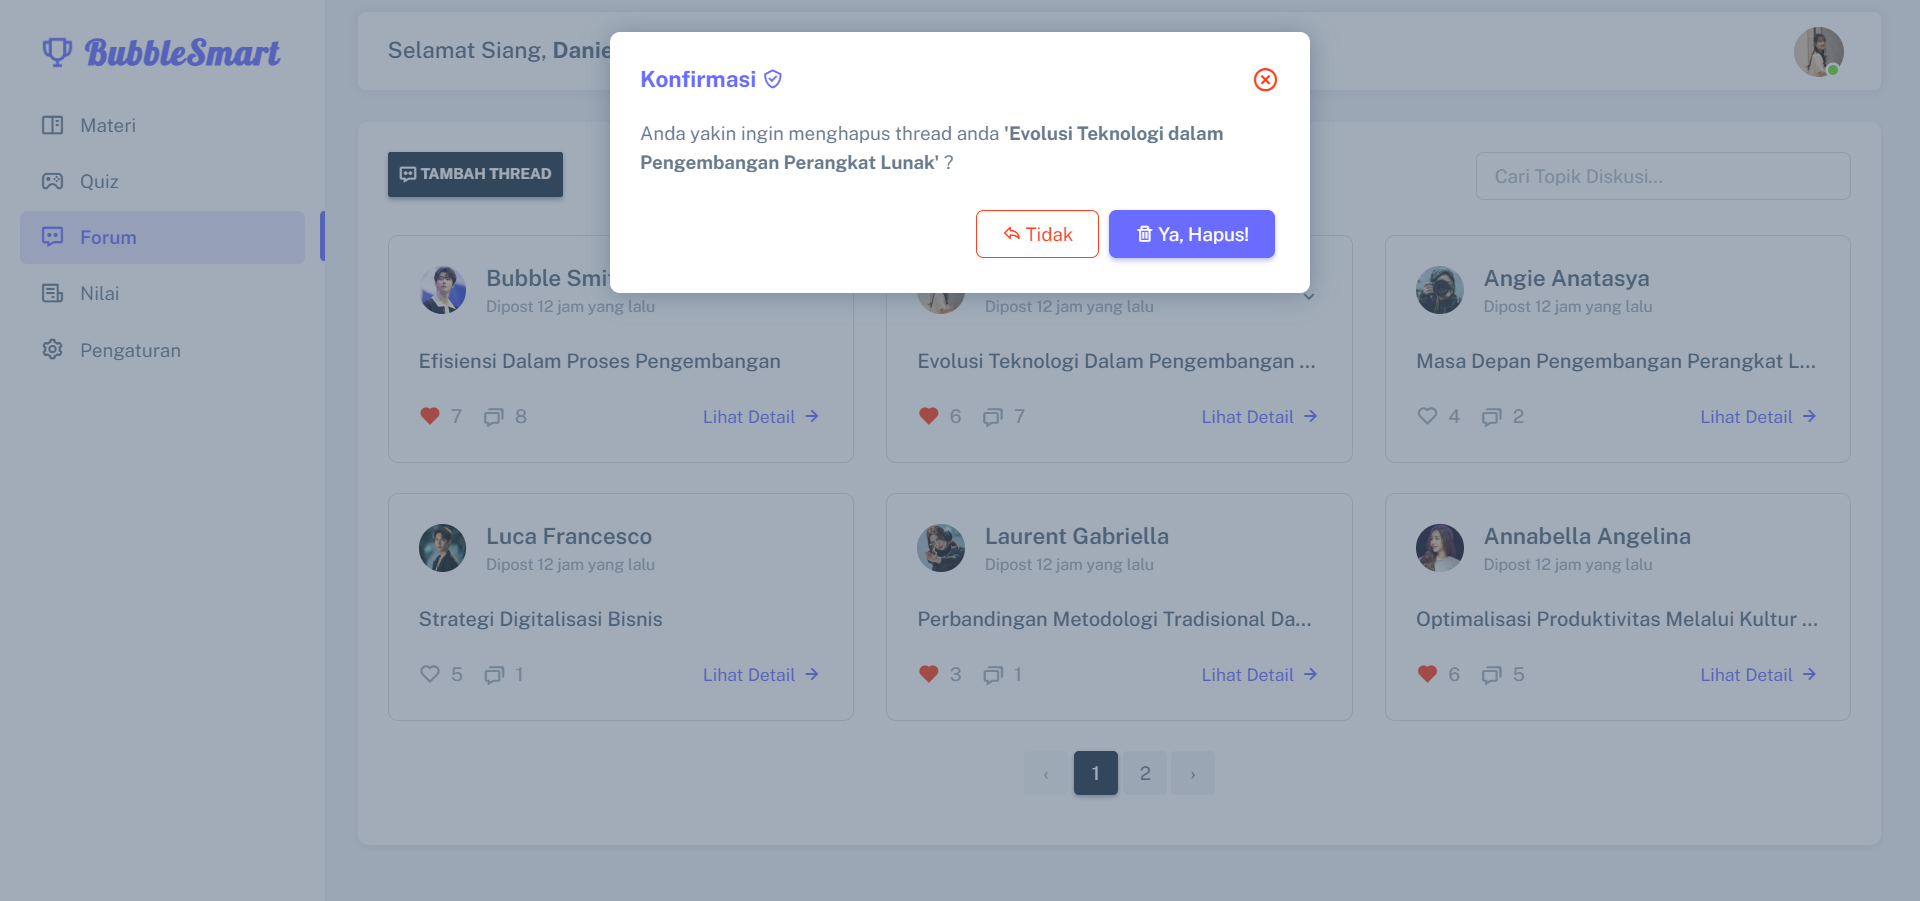 BubbleSmart
Materi
Quiz
Forum
Nilai
Pengaturan
Selamat Siang,
Konfirmasi
Anda yakin ingin menghapus thread anda 'Evolusi Teknologi dalam
Pengembangan Perangkat Lunak' ?
Tidak
Ya, Hapus!
TAMBAH THREAD
Cari Topik Diskusi...
Bubble
Dipost 12 jam yang lalu
Efisiensi Dalam Proses Pengembangan
7 8 Lihat Detail
Dipost 12 jam yang lalu
Evolusi Teknologi Dalam Pengembangan ...
6 7 Lihat Detail
Angie Anatasya
Dipost 12 jam yang lalu
Masa Depan Pengembangan Perangkat L...
4 2 Lihat Detail
Luca Francesco
Dipost 12 jam yang lalu
Strategi Digitalisasi Bisnis
5 1 Lihat Detail
Laurent Gabriella
Dipost 12 jam yang lalu
Perbandingan Metodologi Tradisional Da...
3 1 Lihat Detail
Annabella Angelina
Dipost 12 jam yang lalu
Optimalisasi Produktivitas Melalui Kultur ...
6 5 Lihat Detail
‹ 1 2 ›